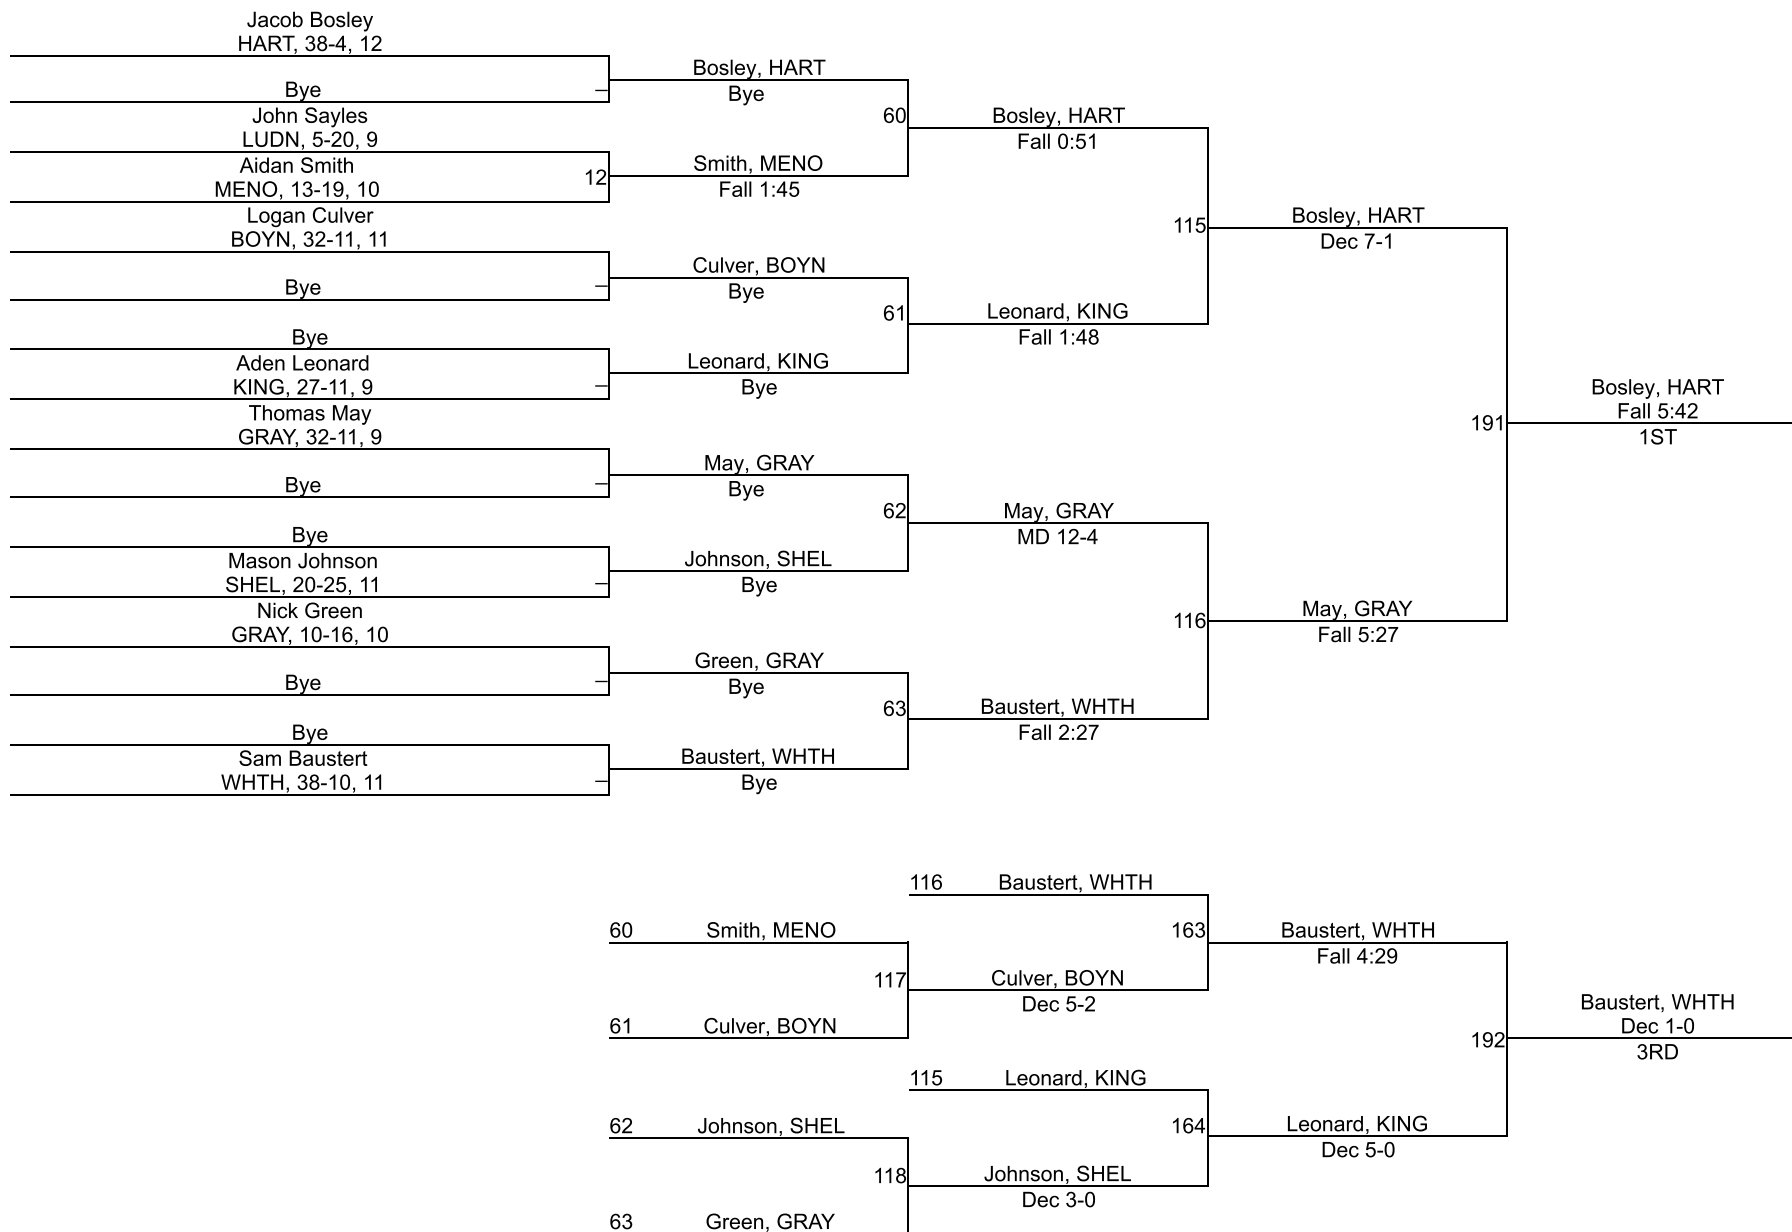 Jacob Bosley
HART, 38-4, 12
Bye
John Sayles
LUDN, 5-20, 9
Aidan Smith
MENO, 13-19, 10
12
Logan Culver
BOYN, 32-11, 11
Bye
Bye
Aden Leonard
KING, 27-11, 9
Thomas May
GRAY, 32-11, 9
Bye
Bye
Mason Johnson
SHEL, 20-25, 11
Nick Green
GRAY, 10-16, 10
Bye
Bye
Sam Baustert
WHTH, 38-10, 11
Bosley, HART
Bye
60
Smith, MENO
Fall 1:45
Culver, BOYN
Bye
61
Leonard, KING
Bye
May, GRAY
Bye
62
Johnson, SHEL
Bye
Green, GRAY
Bye
63
Baustert, WHTH
Bye
Bosley, HART
Fall 0:51
115
Leonard, KING
Fall 1:48
May, GRAY
MD 12-4
116
Baustert, WHTH
Fall 2:27
Bosley, HART
Dec 7-1
191
May, GRAY
Fall 5:27
Bosley, HART
Fall 5:42
1ST
116 Baustert, WHTH
60 Smith, MENO
163
Baustert, WHTH
Fall 4:29
117
Culver, BOYN
Dec 5-2
61 Culver, BOYN
192
Baustert, WHTH
Dec 1-0
3RD
115 Leonard, KING
62 Johnson, SHEL
164
Leonard, KING
Dec 5-0
118
Johnson, SHEL
Dec 3-0
63 Green, GRAY